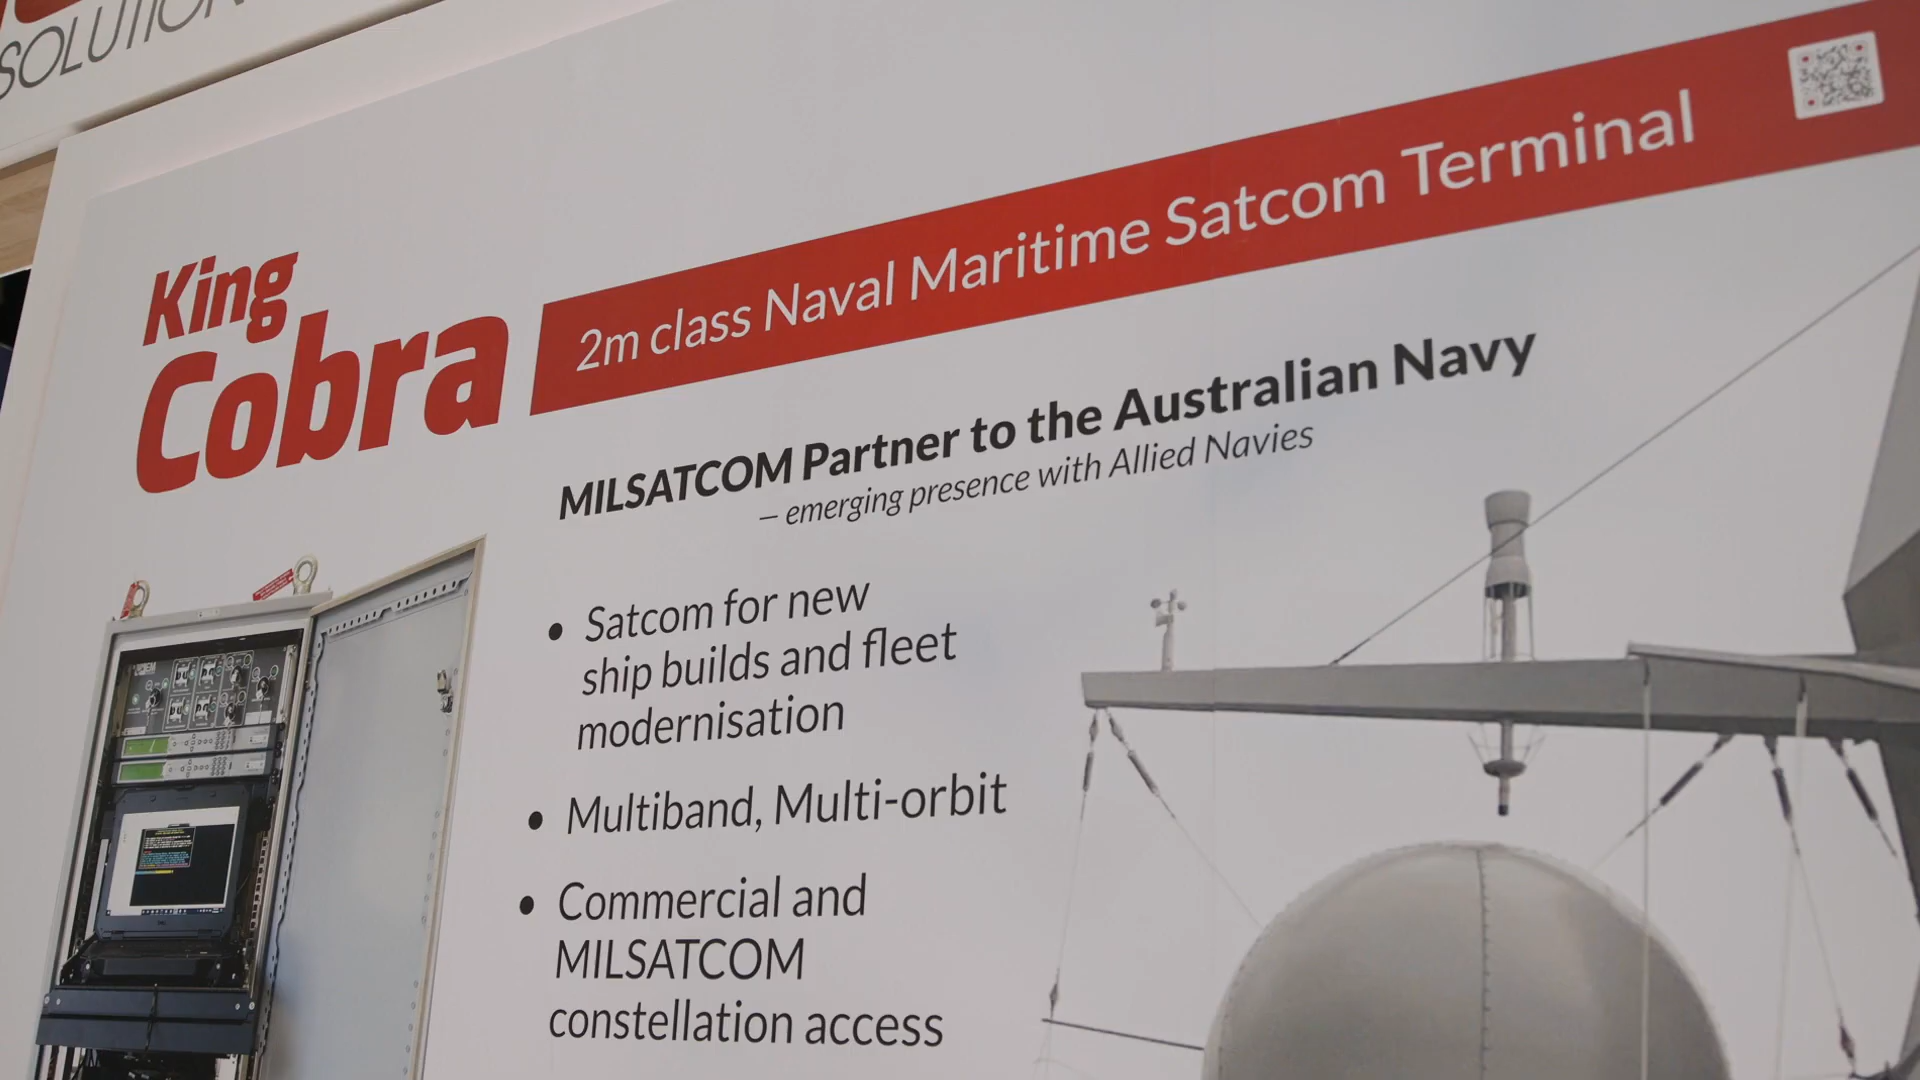 SOLUTION
King
Cobra
2m class Naval Maritime Satcom Terminal
MILSATCOM Partner to the Australian Navy
– emerging presence with Allied Navies
• Satcom for new
ship builds and fleet
modernisation
• Multiband, Multi-orbit
• Commercial and
MILSATCOM
constellation access